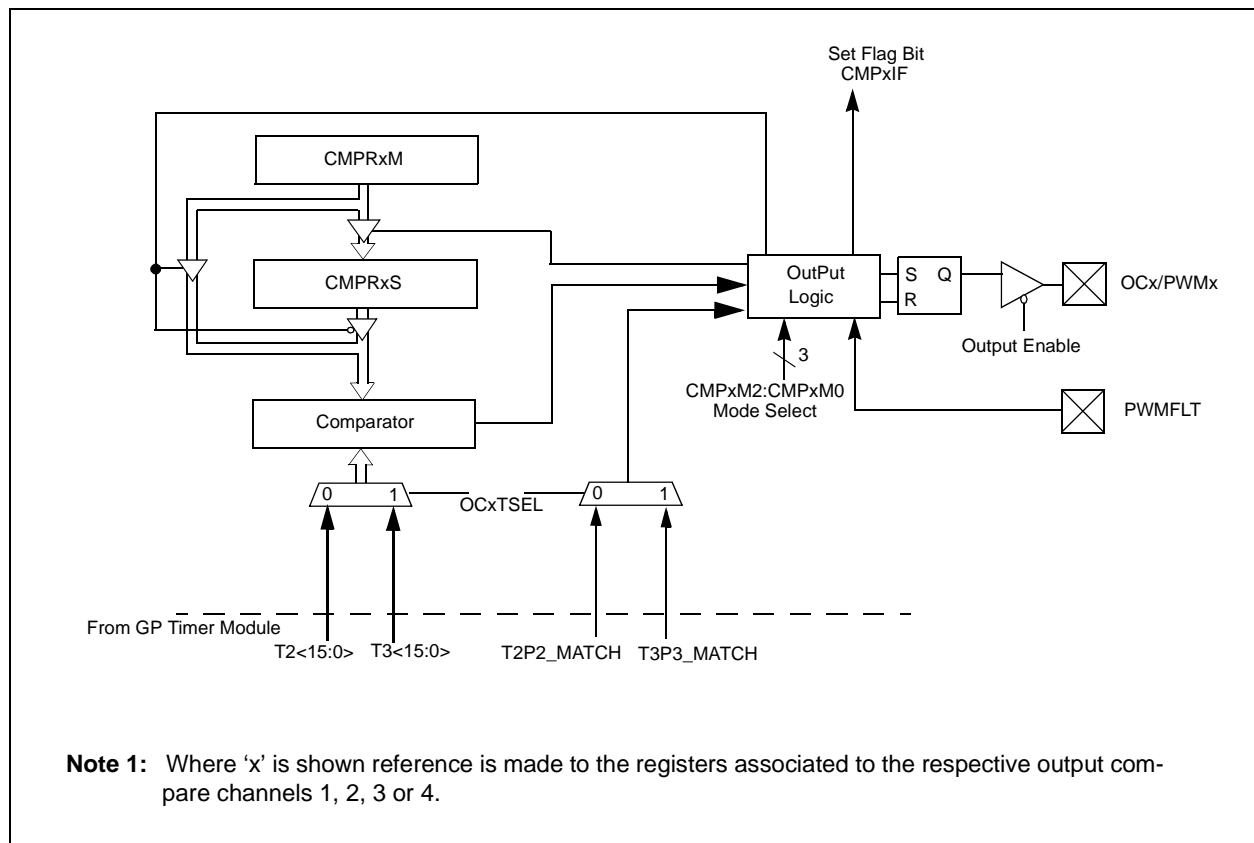 Set Flag Bit
CMPxIF
CMPRxM
CMPRxS
OutPut
Logic
S Q
R
OCx/PWMx
Output Enable
3
CMPxM2:CMPxM0
Mode Select
PWMFLT
Comparator
0 1
OCxTSEL
0 1
From GP Timer Module
T2<15:0> T3<15:0> T2P2_MATCH T3P3_MATCH
Note 1: Where ‘x’ is shown reference is made to the registers associated to the respective output com-
pare channels 1, 2, 3 or 4.